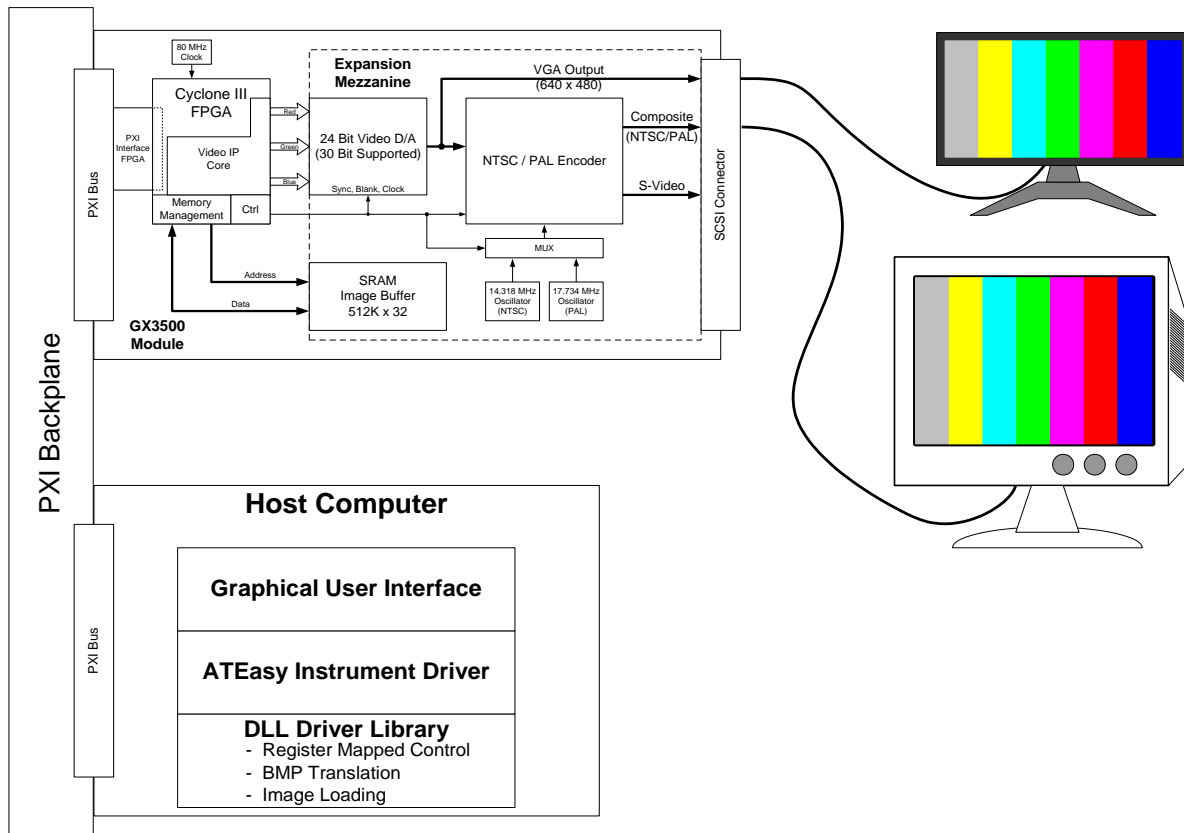 PXI Backplane
PXI Bus
80 MHz
Clock
Cyclone III
FPGA
PXI
Interface
FPGA
Video IP
Core
Memory
Management
Ctrl
Red
Green
Blue
Expansion
Mezzanine
24 Bit Video D/A
(30 Bit Supported)
Sync, Blank, Clock
NTSC / PAL Encoder
VGA Output
(640 x 480)
Composite
(NTSC/PAL)
S-Video
MUX
14.318 MHz
Oscillator
(NTSC)
17.734 MHz
Oscillator
(PAL)
Address
Data
SRAM
Image Buffer
512K x 32
GX3500
Module
SCSI Connector
PXI Bus
Host Computer
Graphical User Interface
ATEasy Instrument Driver
DLL Driver Library
- Register Mapped Control
- BMP Translation
- Image Loading